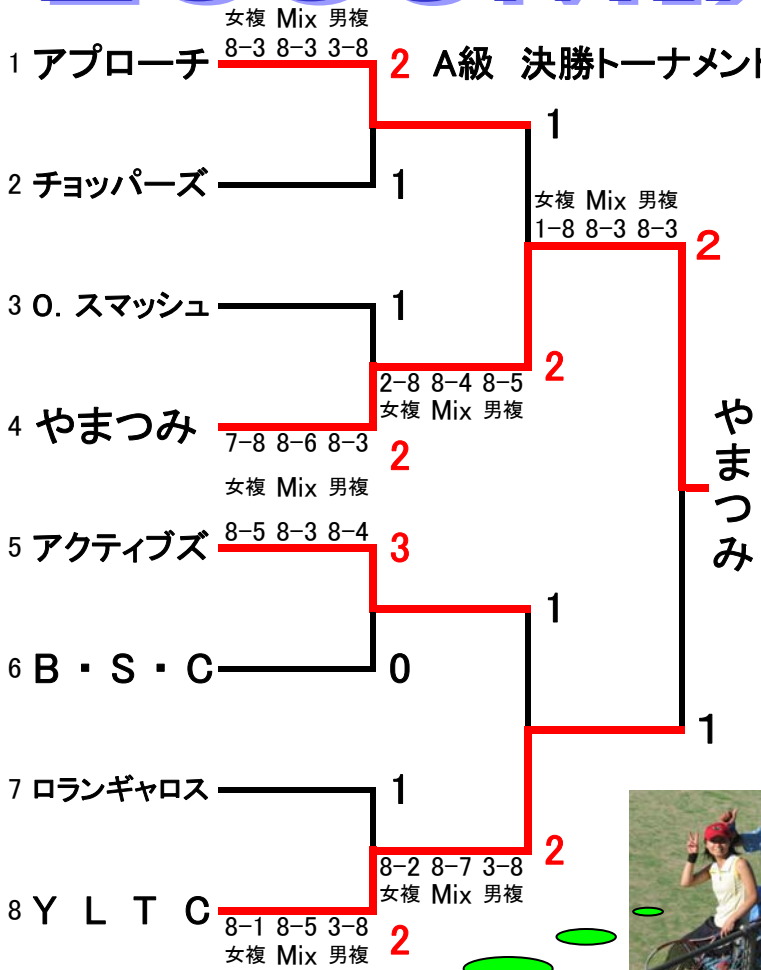 女複 Mix 男複
8-3 8-3 3-8
1 アプローチ
2 A級 決勝トーナメント
1
2 チョッパーズ
1
女複 Mix 男複
1-8 8-3 8-3
2
3 O. スマッシュ
1
2-8 8-4 8-5
女複 Mix 男複
2
4 やまつみ
7-8 8-6 8-3
2
女複 Mix 男複
やまつみ
8-5 8-3 8-4
5 アクティブズ
3
1
6 B・S・C
0
1
7 ロランギャロス
1
8-2 8-7 3-8
女複 Mix 男複
2
8 Y L T C
8-1 8-5 3-8
女複 Mix 男複
2